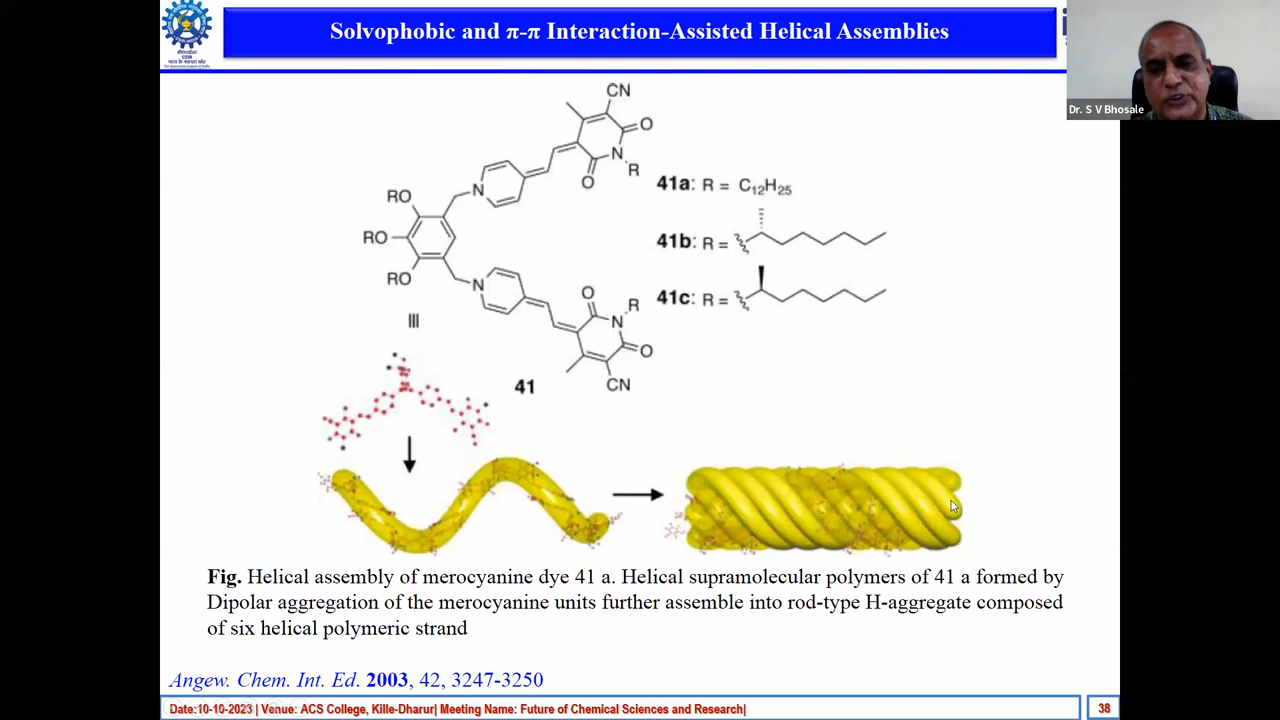 Solvophobic and π-π Interaction-Assisted Helical Assemblies
Dr. S V Bhosale
CN
O
N
R
O
N
RO
RO
RO
N
O
R
N
O
CN
41a: R = C12H25
41b: R =
41c: R =
41
Fig. Helical assembly of merocyanine dye 41 a. Helical supramolecular polymers of 41 a formed by
Dipolar aggregation of the merocyanine units further assemble into rod-type H-aggregate composed
of six helical polymeric strand
Angew. Chem. Int. Ed. 2003, 42, 3247-3250
Date:10-10-2023| Venue: ACS College, Kille-Dharur| Meeting Name: Future of Chemical Sciences and Research|
38